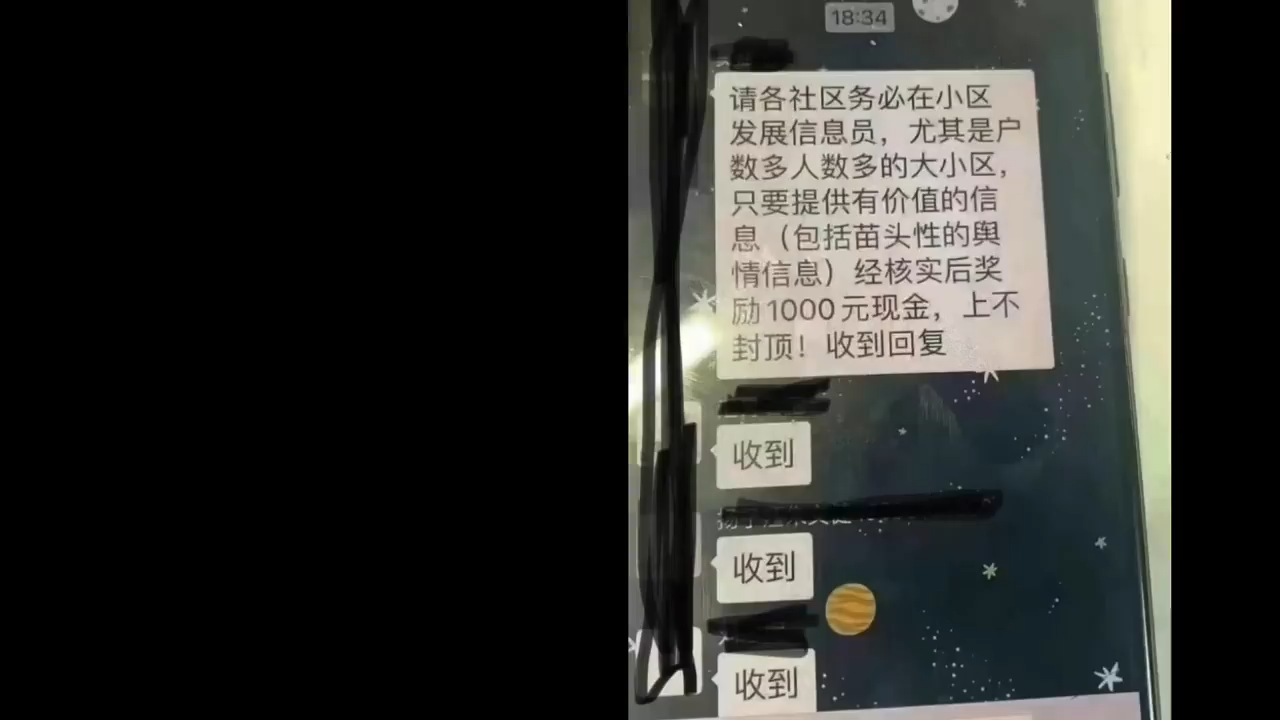 18:34
请各社区务必在小区
发展信息员，尤其是户
数多人数多的大小区，
只要提供有价值的信
息（包括苗头性的舆
情信息）经核实后奖
励1000元现金，上不
封顶！收到回复
收到
收到
收到